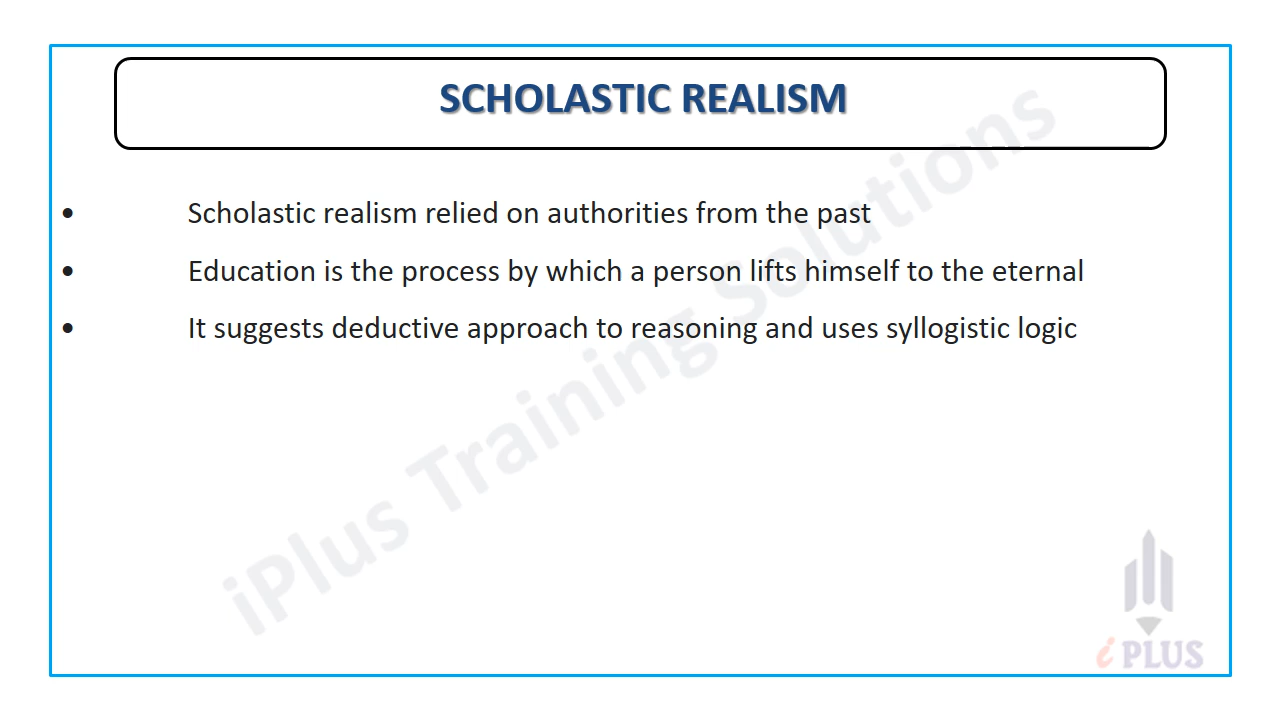 SCHOLASTIC REALISM
• Scholastic realism relied on authorities from the past
• Education is the process by which a person lifts himself to the eternal
• It suggests deductive approach to reasoning and uses syllogistic logic
iPlus Training Solutions
i PLUS